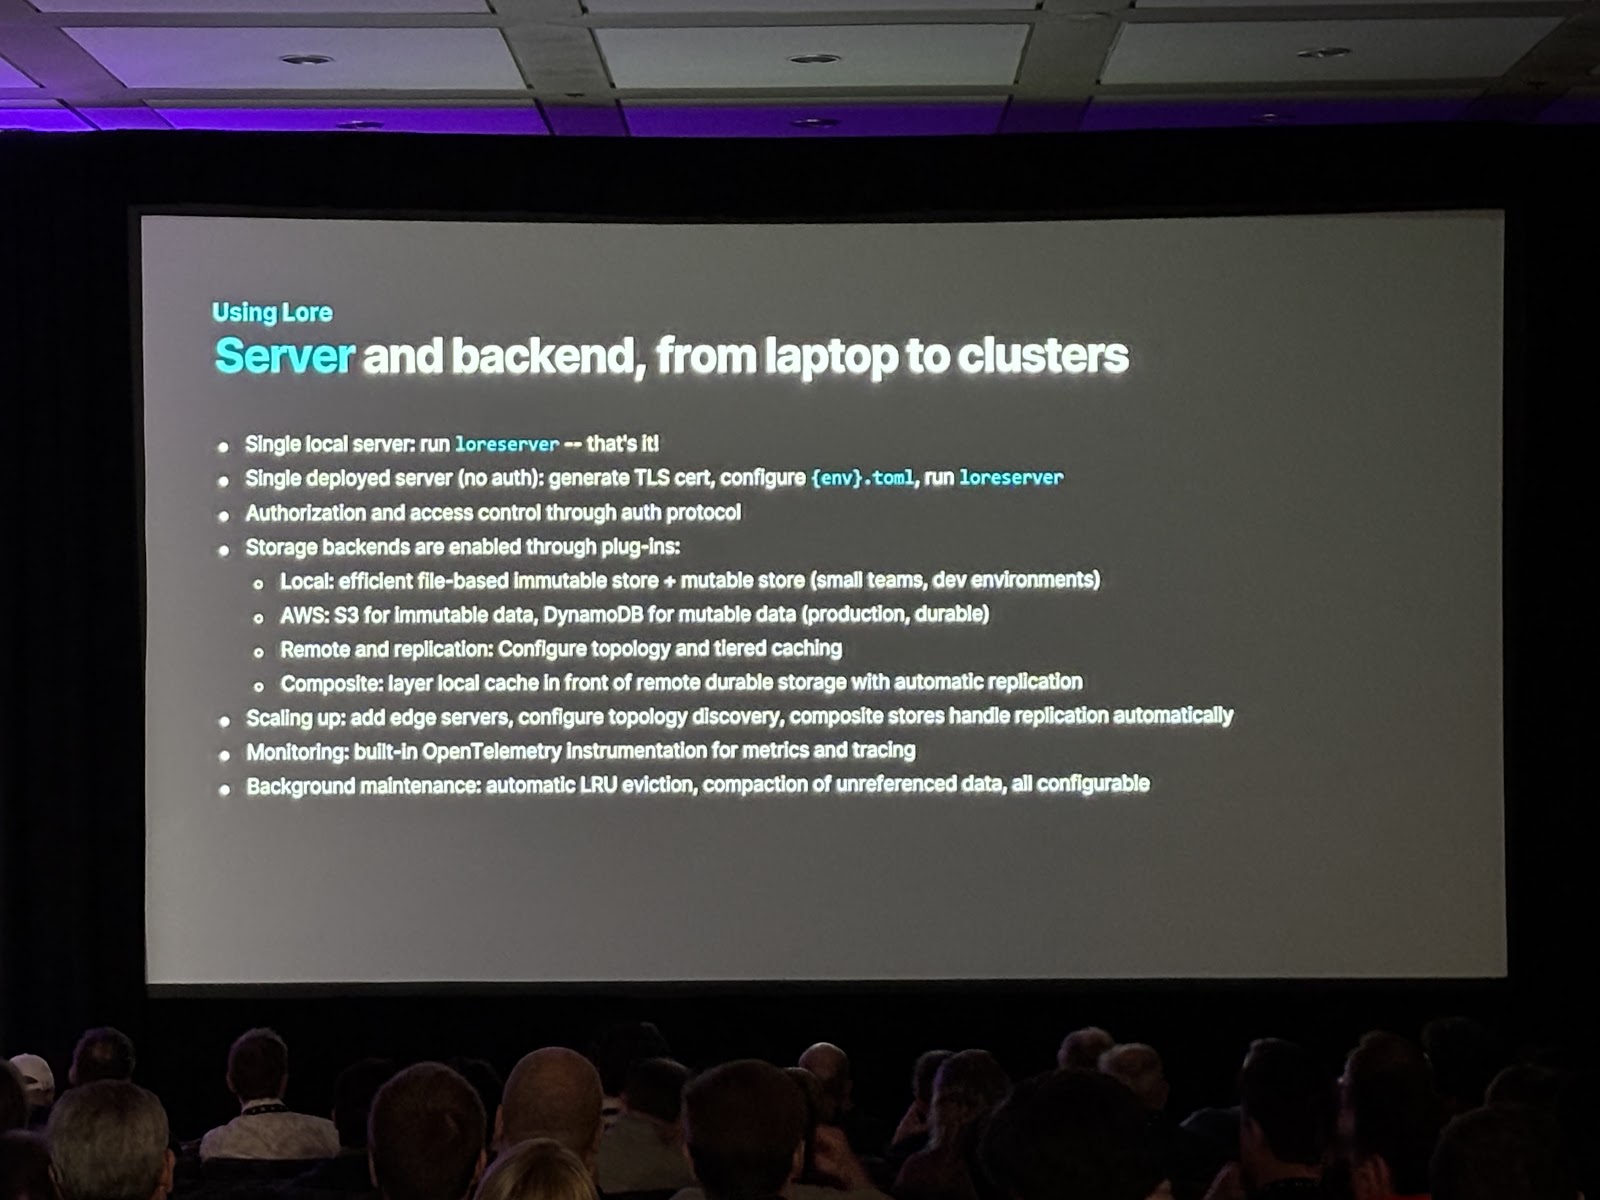 Using Lore
Server and backend, from laptop to clusters
• Single local server: run loreserver -- that's it!
• Single deployed server (no auth): generate TLS cert, configure {env}.toml, run loreserver
• Authorization and access control through auth protocol
• Storage backends are enabled through plug-ins:
◦ Local: efficient file-based immutable store + mutable store (small teams, dev environments)
◦ AWS: S3 for immutable data, DynamoDB for mutable data (production, durable)
◦ Remote and replication: Configure topology and tiered caching
◦ Composite: layer local cache in front of remote durable storage with automatic replication
• Scaling up: add edge servers, configure topology discovery, composite stores handle replication automatically
• Monitoring: built-in OpenTelemetry instrumentation for metrics and tracing
• Background maintenance: automatic LRU eviction, compaction of unreferenced data, all configurable